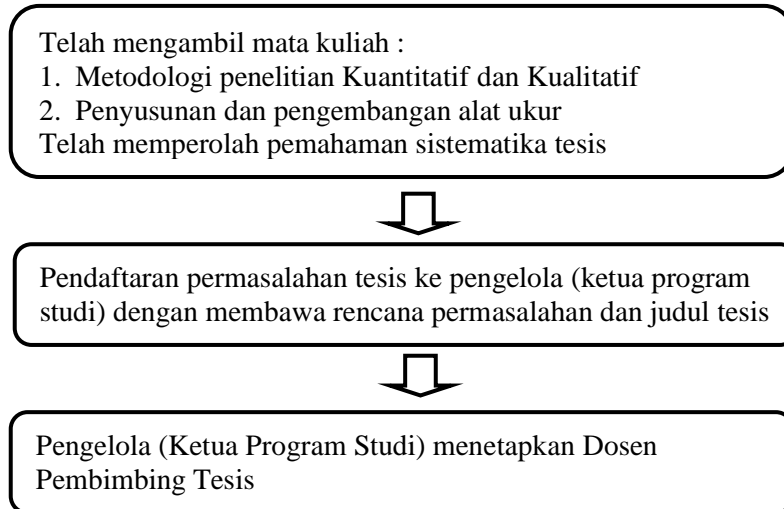 Telah mengambil mata kuliah :
1. Metodologi penelitian Kuantitatif dan Kualitatif
2. Penyusunan dan pengembangan alat ukur
Telah memperolah pemahaman sistematika tesis
Pendaftaran permasalahan tesis ke pengelola (ketua program
studi) dengan membawa rencana permasalahan dan judul tesis
Pengelola (Ketua Program Studi) menetapkan Dosen
Pembimbing Tesis